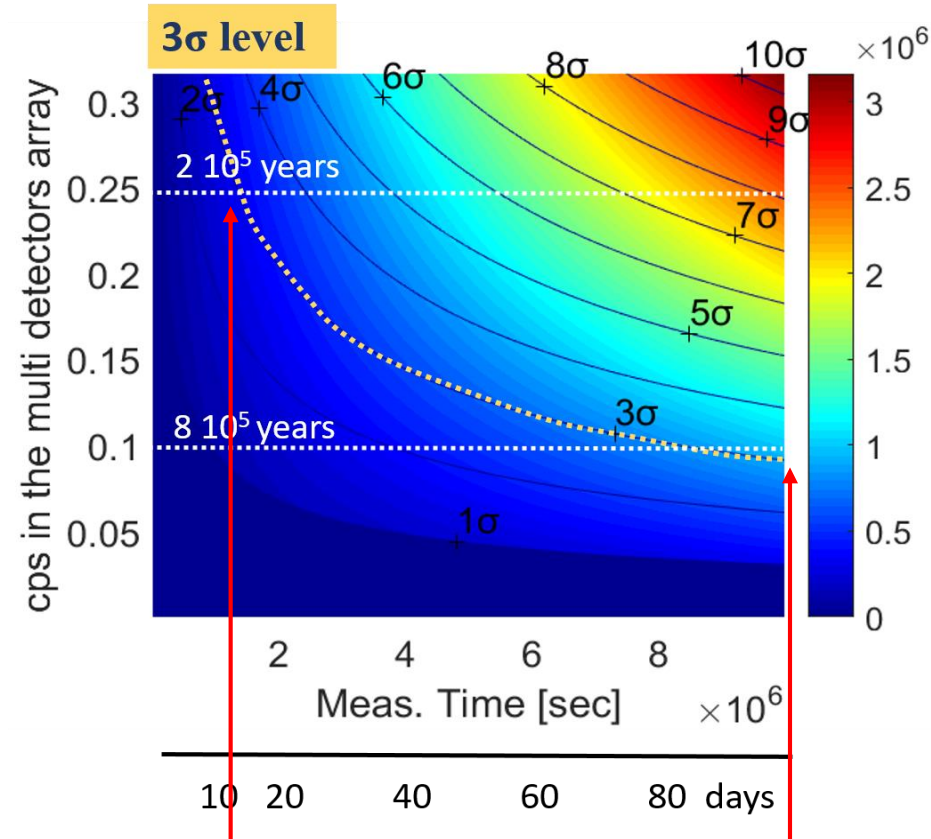 3σ level
×10⁶
cps in the multi detectors array
0.3
0.25
0.2
0.15
0.1
0.05
2σ
4σ
6σ
8σ
10σ
9σ
7σ
5σ
3σ
1σ
2 10⁵ years
8 10⁵ years
3
2.5
2
1.5
1
0.5
0
2 4 6 8
Meas. Time [sec] ×10⁶
10 20 40 60 80 days